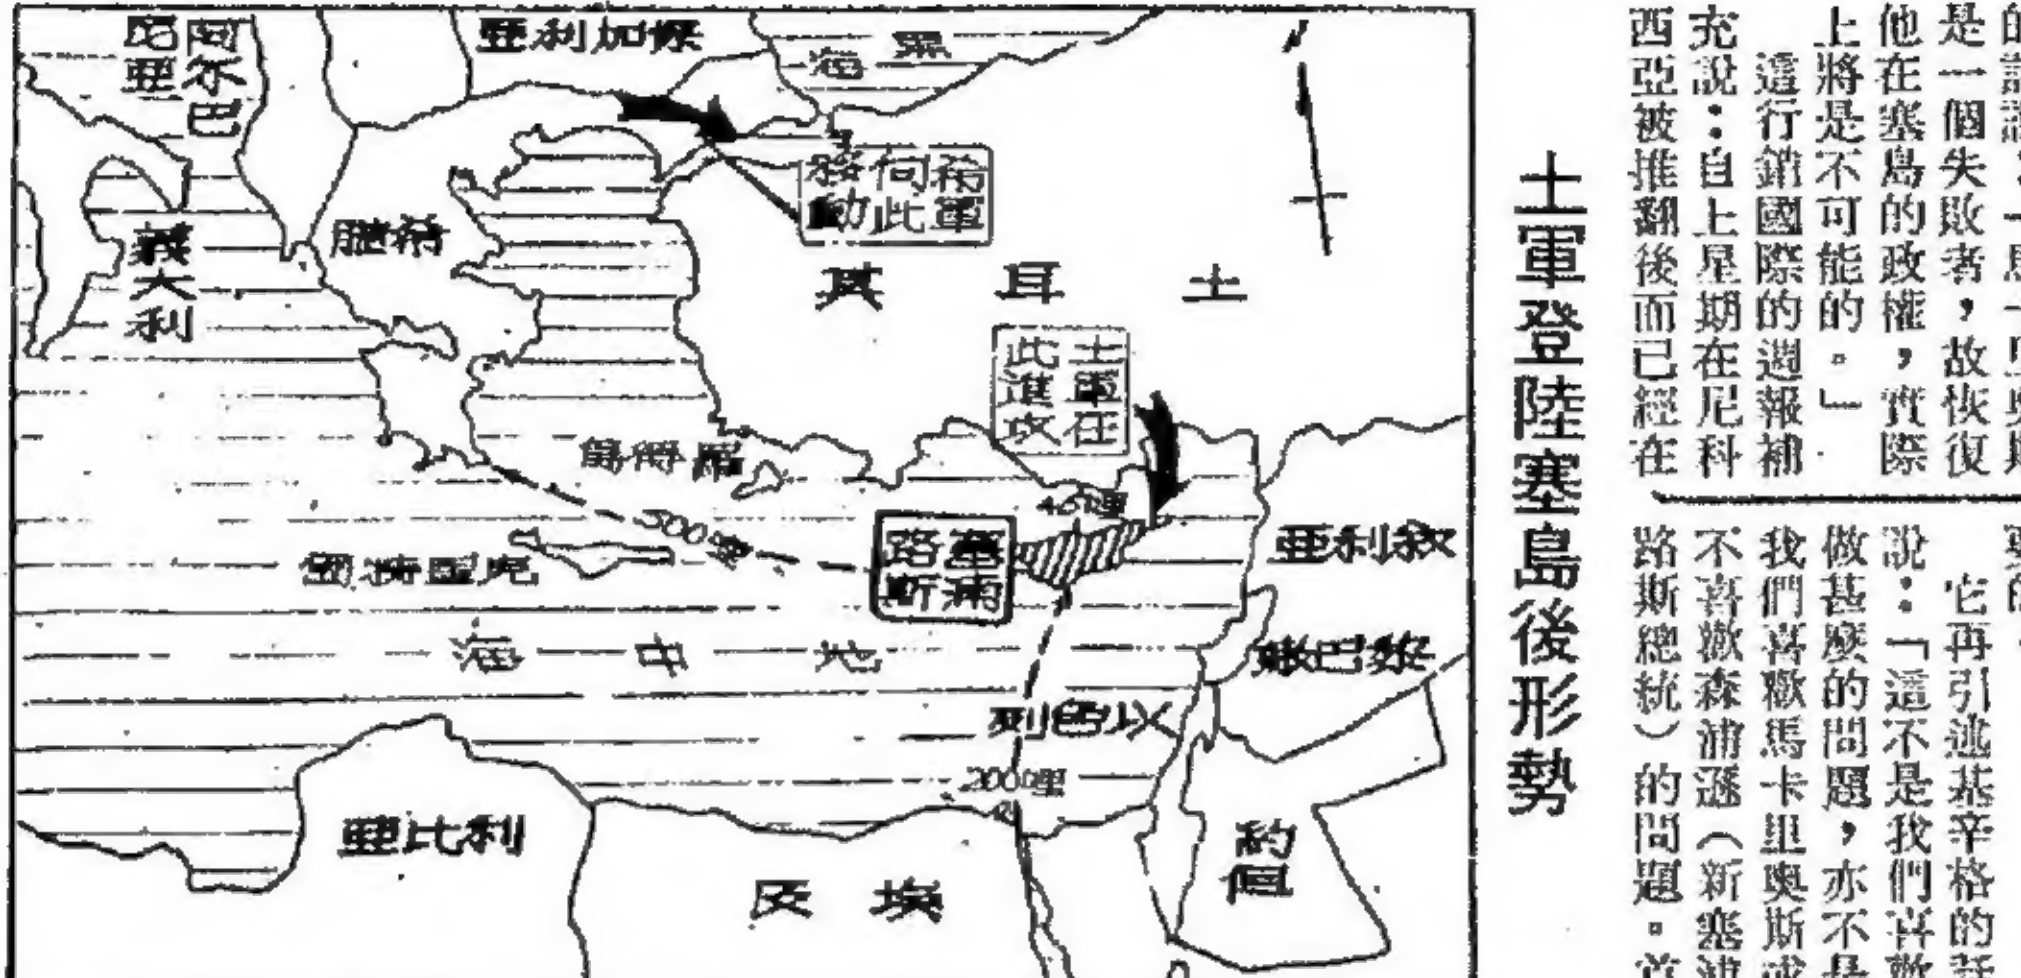 上將是不可能的。」
這行銷國際的週報補
充說：自上星期在尼科
西亞被推翻後而已經在
是一個失敗者，故恢復
他在塞島的政權，實際
它再引述基辛格的
說：「這不是我們喜歡
做甚麼的問題，亦不是
我們喜歡馬卡里奧斯或
不喜歡森浦遜（新塞浦
路斯總統）的問題。
土軍登陸塞島後形勢
阿尔巴
尼亞
保加利亞
黑海
希軍
向此
移動
義大利
希臘
土耳其
土軍在
此進攻
羅得島
40哩
500哩
塞浦
路斯
敘利亞
克里特島
地中海
黎巴嫩
以色列
200哩
利比亞
埃及
約但